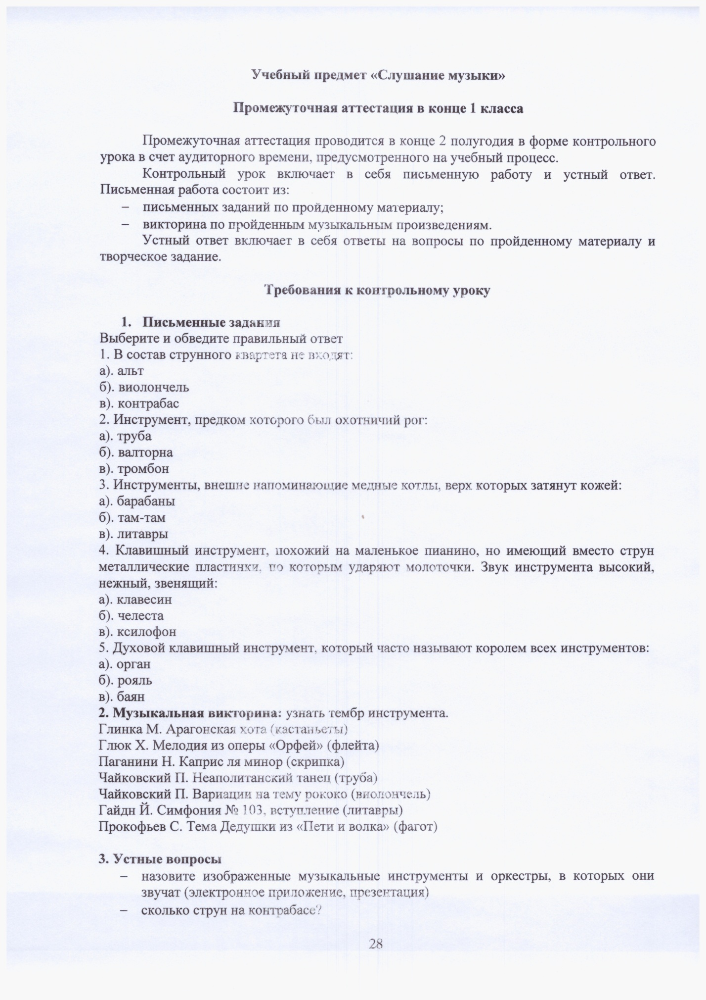 Учебный предмет «Слушание музыки»
Промежуточная аттестация в конце 1 класса
Промежуточная аттестация проводится в конце 2 полугодия в форме контрольного
урока в счет аудиторного времени, предусмотренного на учебный процесс.
Контрольный урок включает в себя письменную работу и устный ответ.
Письменная работа состоит из:
– письменных заданий по пройденному материалу;
– викторина по пройденным музыкальным произведениям.
Устный ответ включает в себя ответы на вопросы по пройденному материалу и
творческое задание.
Требования к контрольному уроку
1. Письменные задания
Выберите и обведите правильный ответ
1. В состав струнного квартета не входят:
а). альт
б). виолончель
в). контрабас
2. Инструмент, предком которого был охотничий рог:
а). труба
б). валторна
в). тромбон
3. Инструменты, внешне напоминающие медные котлы, верх которых затянут кожей:
а). барабаны
б). там-там
в). литавры
4. Клавишный инструмент, похожий на маленькое пианино, но имеющий вместо струн
металлические пластинки, по которым ударяют молоточки. Звук инструмента высокий,
нежный, звенящий:
а). клавесин
б). челеста
в). ксилофон
5. Духовой клавишный инструмент, который часто называют королем всех инструментов:
а). орган
б). рояль
в). баян
2. Музыкальная викторина: узнать тембр инструмента.
Глинка М. Арагонская хота (кастаньеты)
Глюк Х. Мелодия из оперы «Орфей» (флейта)
Паганини Н. Каприс ля минор (скрипка)
Чайковский П. Неаполитанский танец (труба)
Чайковский П. Вариации на тему рококо (виолончель)
Гайдн Й. Симфония № 103, вступление (литавры)
Прокофьев С. Тема Дедушки из «Пети и волка» (фагот)
3. Устные вопросы
– назовите изображенные музыкальные инструменты и оркестры, в которых они
звучат (электронное приложение, презентация)
– сколько струн на контрабасе?
28